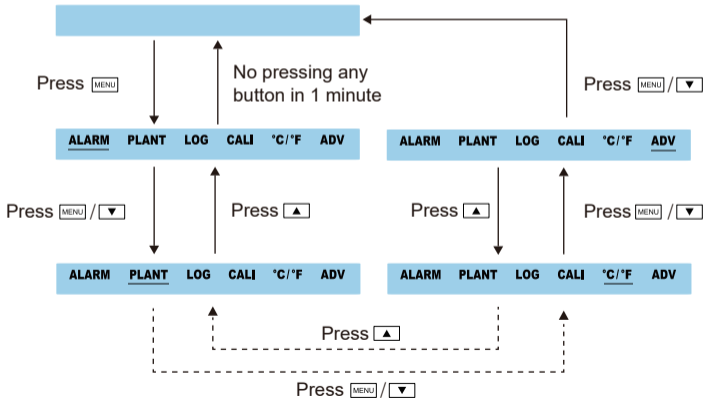 Press MENU
No pressing any
button in 1 minute
Press MENU / ▼
ALARM PLANT LOG CALI °C/°F ADV
ALARM PLANT LOG CALI °C/°F ADV
Press MENU / ▼
Press ▲
Press ▲
Press MENU / ▼
ALARM PLANT LOG CALI °C/°F ADV
ALARM PLANT LOG CALI °C/°F ADV
Press ▲
Press MENU / ▼